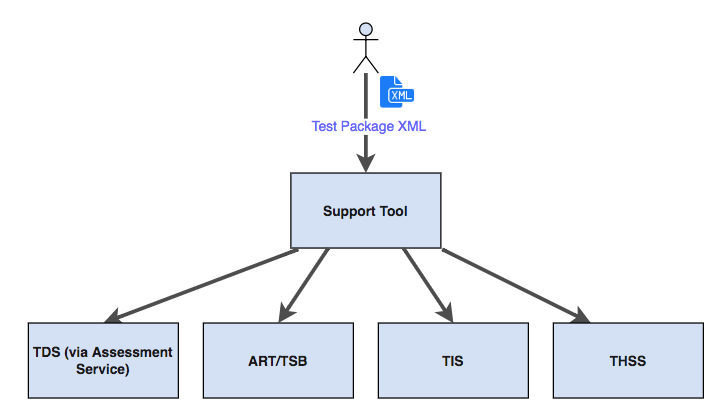 XML
Test Package XML
Support Tool
TDS (via Assessment
Service)
ART/TSB
TIS
THSS